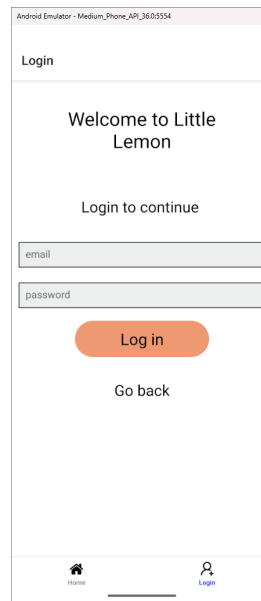 Android Emulator - Medium_Phone_API_36.0:5554
Login
Welcome to Little
Lemon
Login to continue
email
password
Log in
Go back
Home
Login